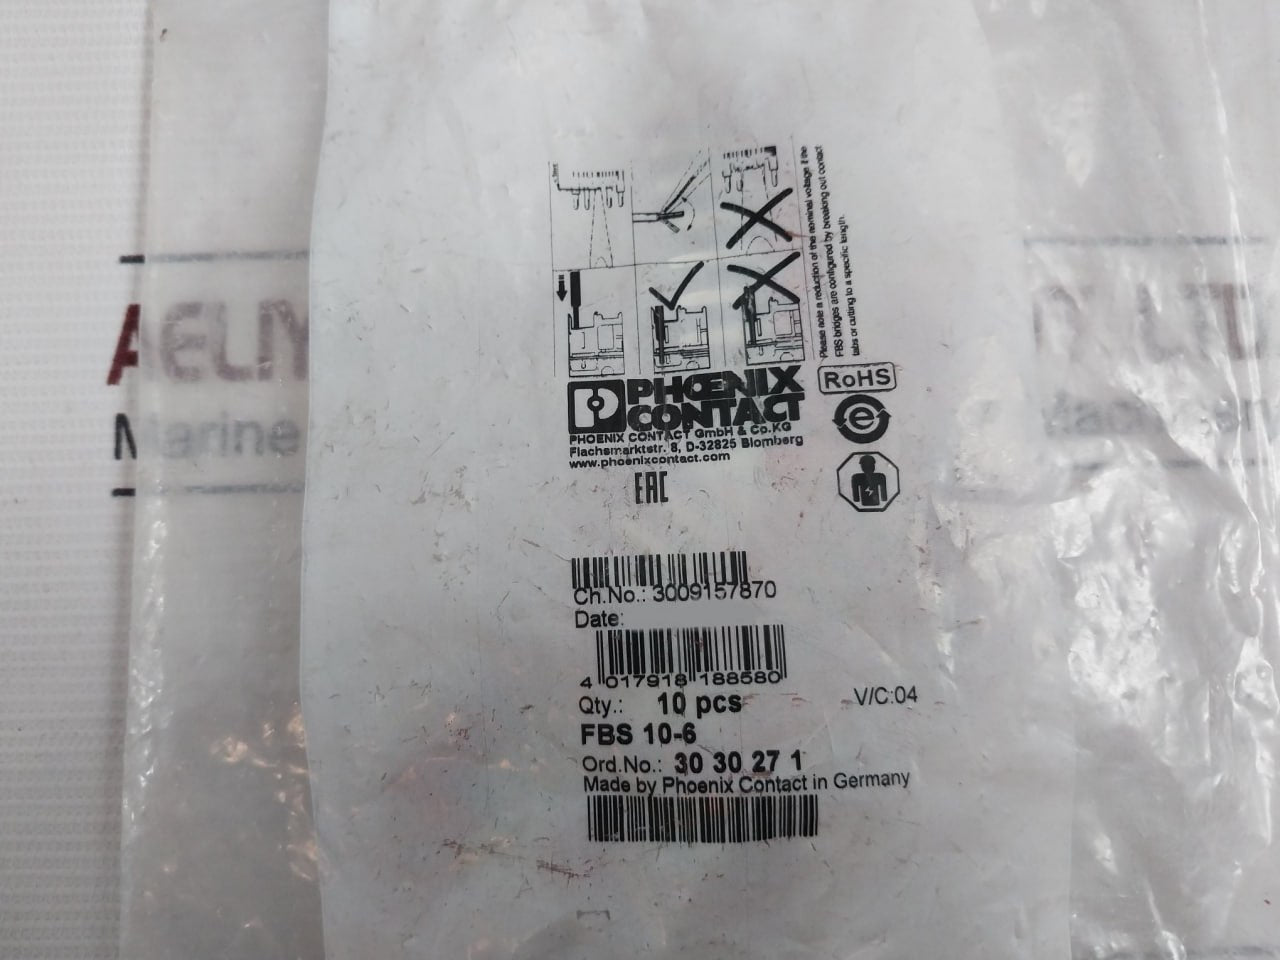 Please note a reduction of the nominal voltage if the
FBS bridges are configured by breaking out contact
tabs or cutting to a specific length.
PHOENIX
CONTACT
RoHS
e
PHOENIX CONTACT GmbH & Co.KG
Flachsmarktstr. 8, D-32825 Blomberg
www.phoenixcontact.com
EAC
Ch.No.: 3009157870
Date:
4 017918 188580
Qty.: 10 pcs V/C:04
FBS 10-6
Ord.No.: 30 30 27 1
Made by Phoenix Contact in Germany
Marine